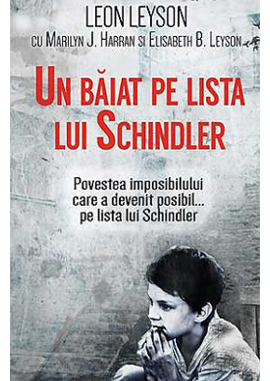 LEON LEYSON
CU MARILYN J. HARRAN ȘI ELISABETH B. LEYSON
UN BĂIAT PE LISTA
LUI SCHINDLER
Povestea imposibilului
care a devenit posibil...
pe lista lui Schindler